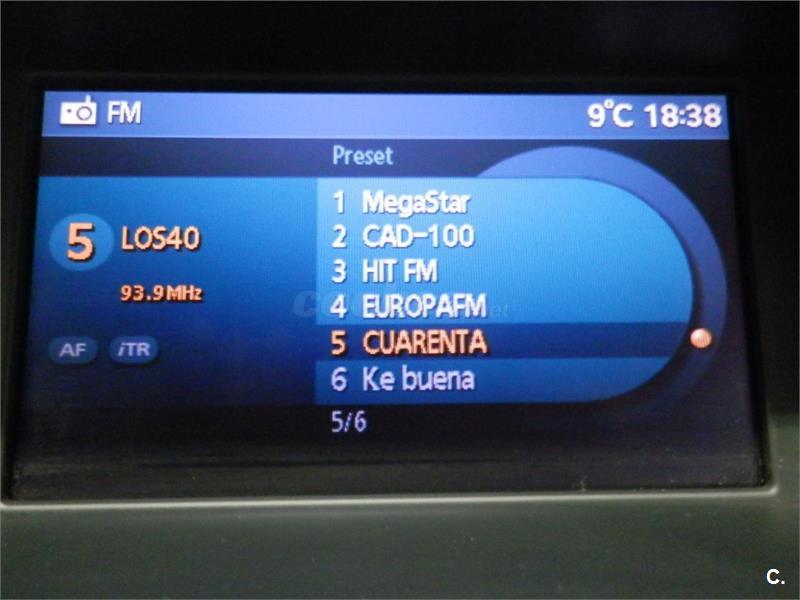 FM 9°C 18:38
Preset
5 LOS40
93.9MHz
AF iTR
1 MegaStar
2 CAD-100
3 HIT FM
4 EUROPAFM
5 CUARENTA
6 Ke buena
5/6
C.